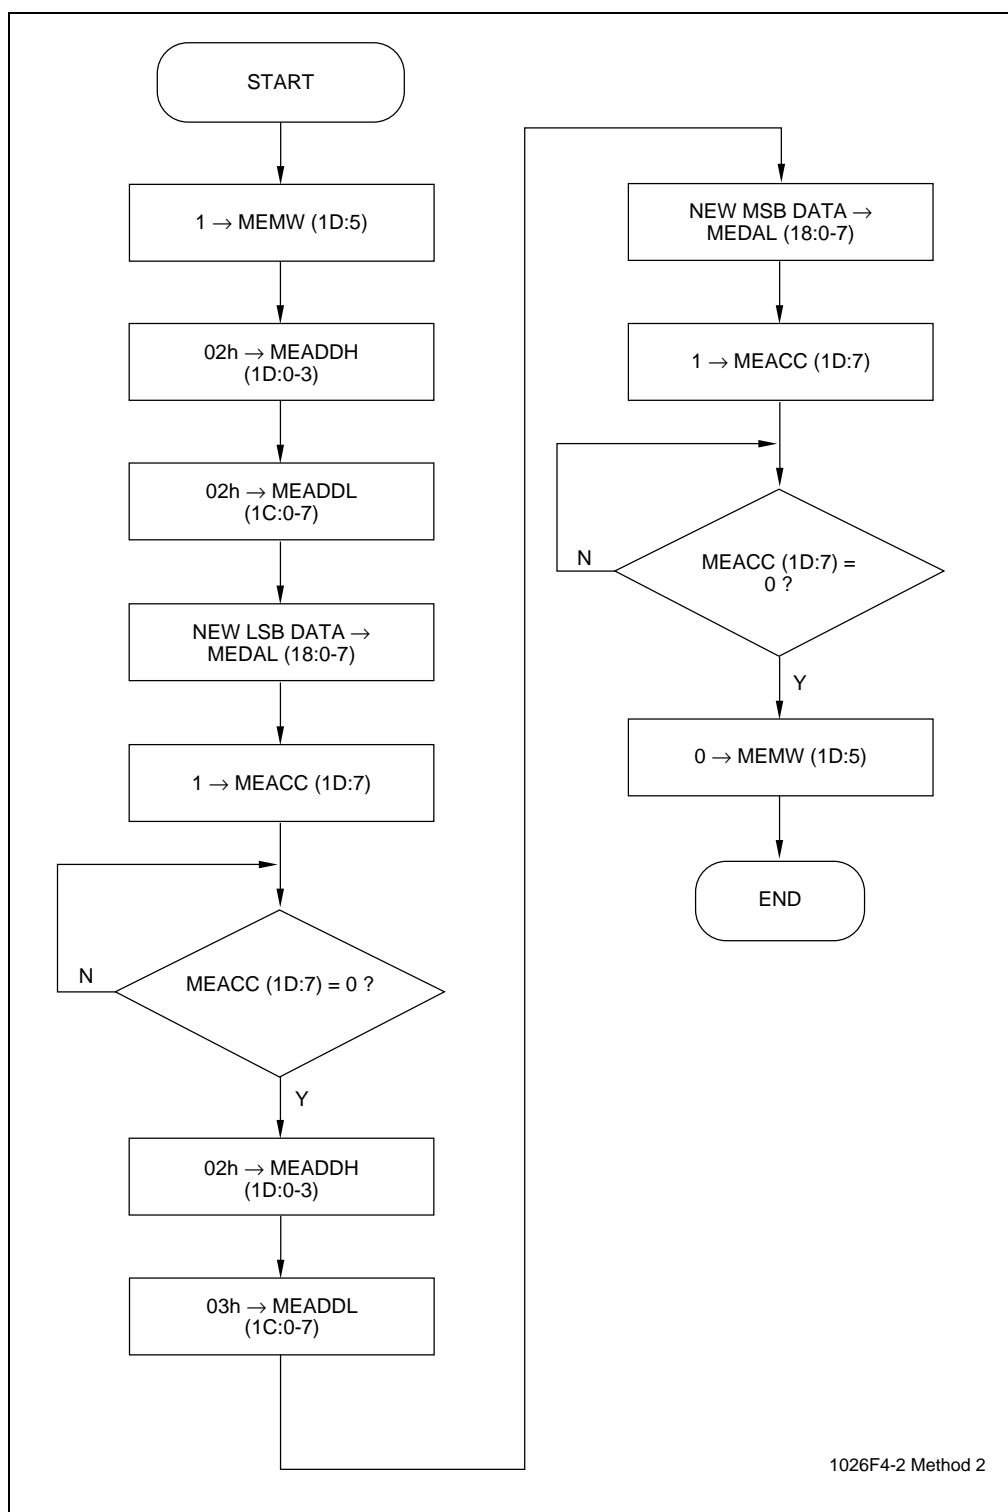 START
1 → MEMW (1D:5)
02h → MEADDH
(1D:0-3)
02h → MEADDL
(1C:0-7)
NEW LSB DATA →
MEDAL (18:0-7)
1 → MEACC (1D:7)
N
MEACC (1D:7) = 0 ?
Y
02h → MEADDH
(1D:0-3)
03h → MEADDL
(1C:0-7)
NEW MSB DATA →
MEDAL (18:0-7)
1 → MEACC (1D:7)
N
MEACC (1D:7) =
0 ?
Y
0 → MEMW (1D:5)
END
1026F4-2 Method 2